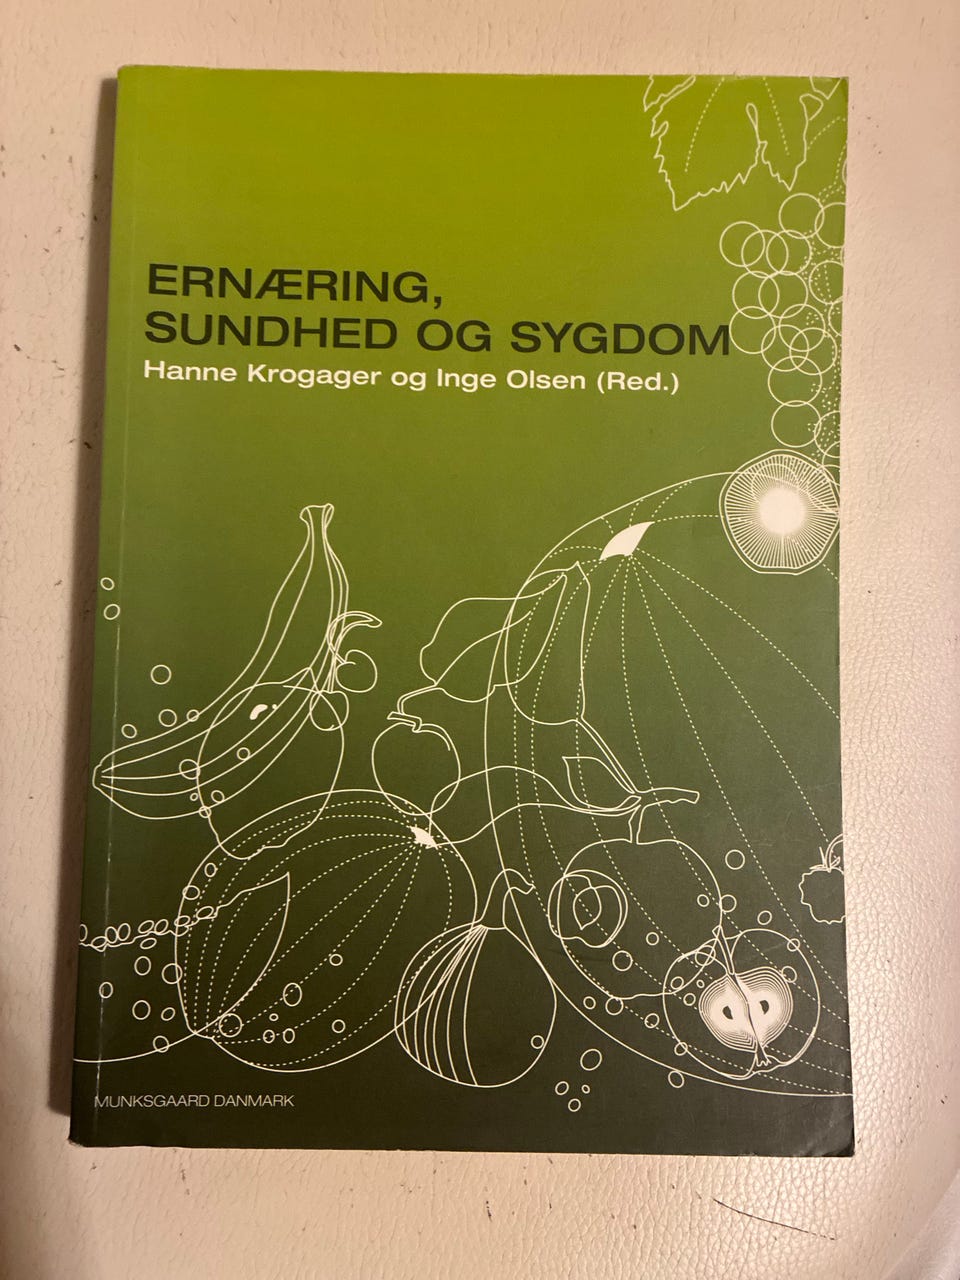 ERNÆRING,
SUNDHED OG SYGDOM
Hanne Krogager og Inge Olsen (Red.)
MUNKSGAARD DANMARK